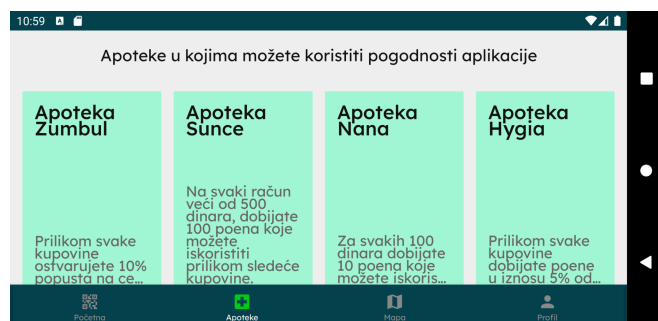 10:59
Apoteke u kojima možete koristiti pogodnosti aplikacije
Apoteka
Zumbul
Prilikom svake
kupovine
ostvarujete 10%
popusta na ce...
Apoteka
Sunce
Na svaki račun
veći od 500
dinara, dobijate
100 poena koje
možete
iskoristiti
prilikom sledeće
kupovine.
Apoteka
Nana
Za svakih 100
dinara dobijate
10 poena koje
možete iskoris...
Apoteka
Hygia
Prilikom svake
kupovine
dobijate poene
u iznosu 5% od...
Početna
Apoteke
Mapa
Profil